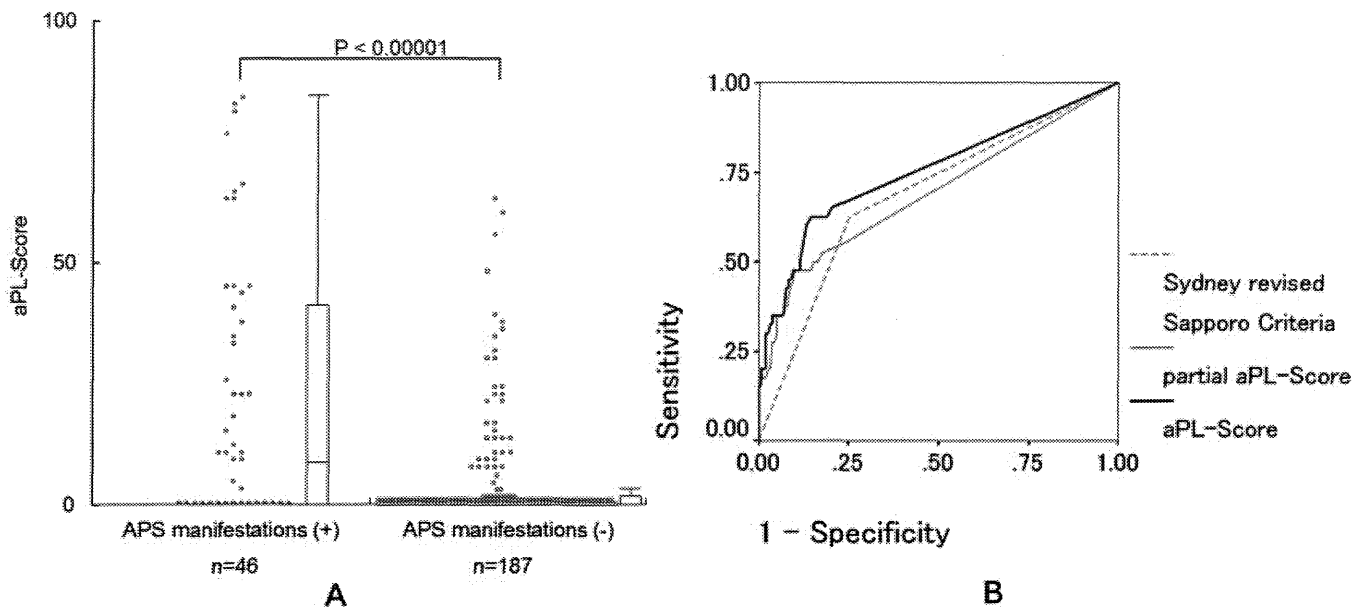 100
P < 0.00001
50
aPL-Score
0
APS manifestations (+)
APS manifestations (-)
n=46
n=187
A
1.00
.75
.50
.25
0.00
Sensitivity
0.00
.25
.50
.75
1.00
1 - Specificity
Sydney revised
Sapporo Criteria
partial aPL-Score
aPL-Score
B